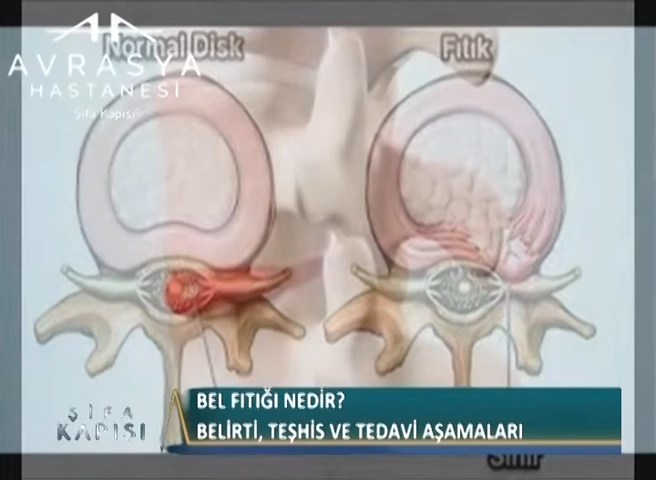 Normal Disk
Fıtık
AVRASYA
HASTANESİ
Şifa Kapısı
BEL FITIĞI NEDİR?
BELİRTİ, TEŞHİS VE TEDAVİ AŞAMALARI
ŞİFA
KAPISI
Sinir